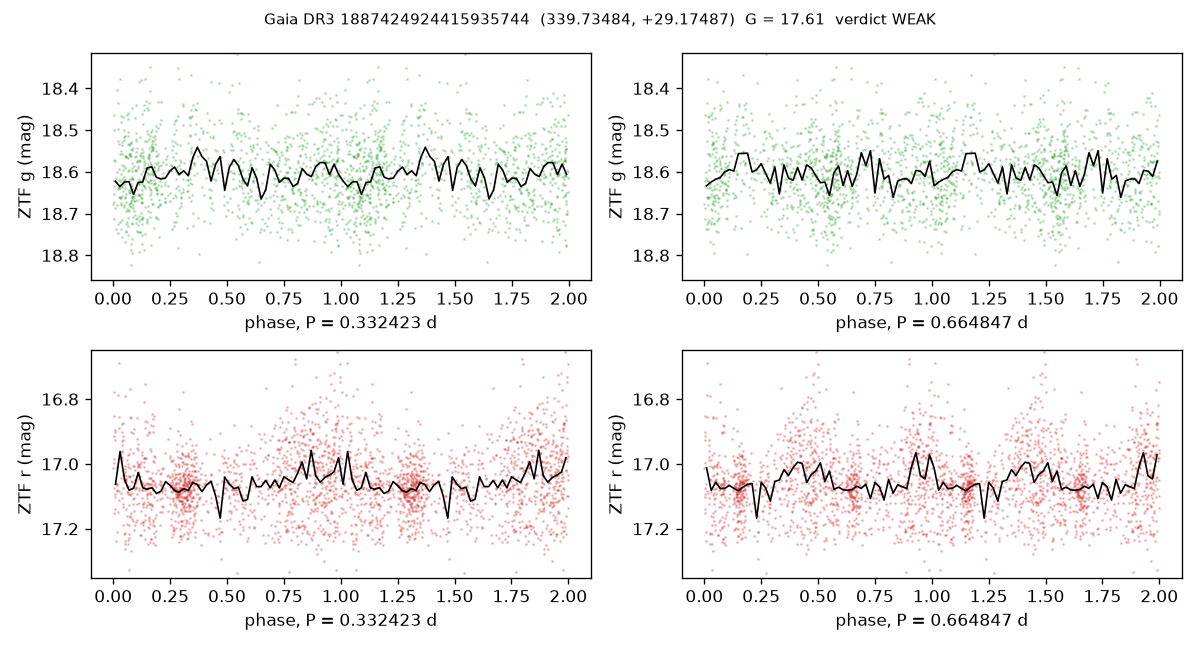 Gaia DR3 1887424924415935744  (339.73484, +29.17487)  G = 17.61  verdict WEAK
ZTF g (mag)
18.4
18.5
18.6
18.7
18.8
0.00 0.25 0.50 0.75 1.00 1.25 1.50 1.75 2.00
phase, P = 0.332423 d
ZTF g (mag)
18.4
18.5
18.6
18.7
18.8
0.00 0.25 0.50 0.75 1.00 1.25 1.50 1.75 2.00
phase, P = 0.664847 d
ZTF r (mag)
16.8
17.0
17.2
0.00 0.25 0.50 0.75 1.00 1.25 1.50 1.75 2.00
phase, P = 0.332423 d
ZTF r (mag)
16.8
17.0
17.2
0.00 0.25 0.50 0.75 1.00 1.25 1.50 1.75 2.00
phase, P = 0.664847 d